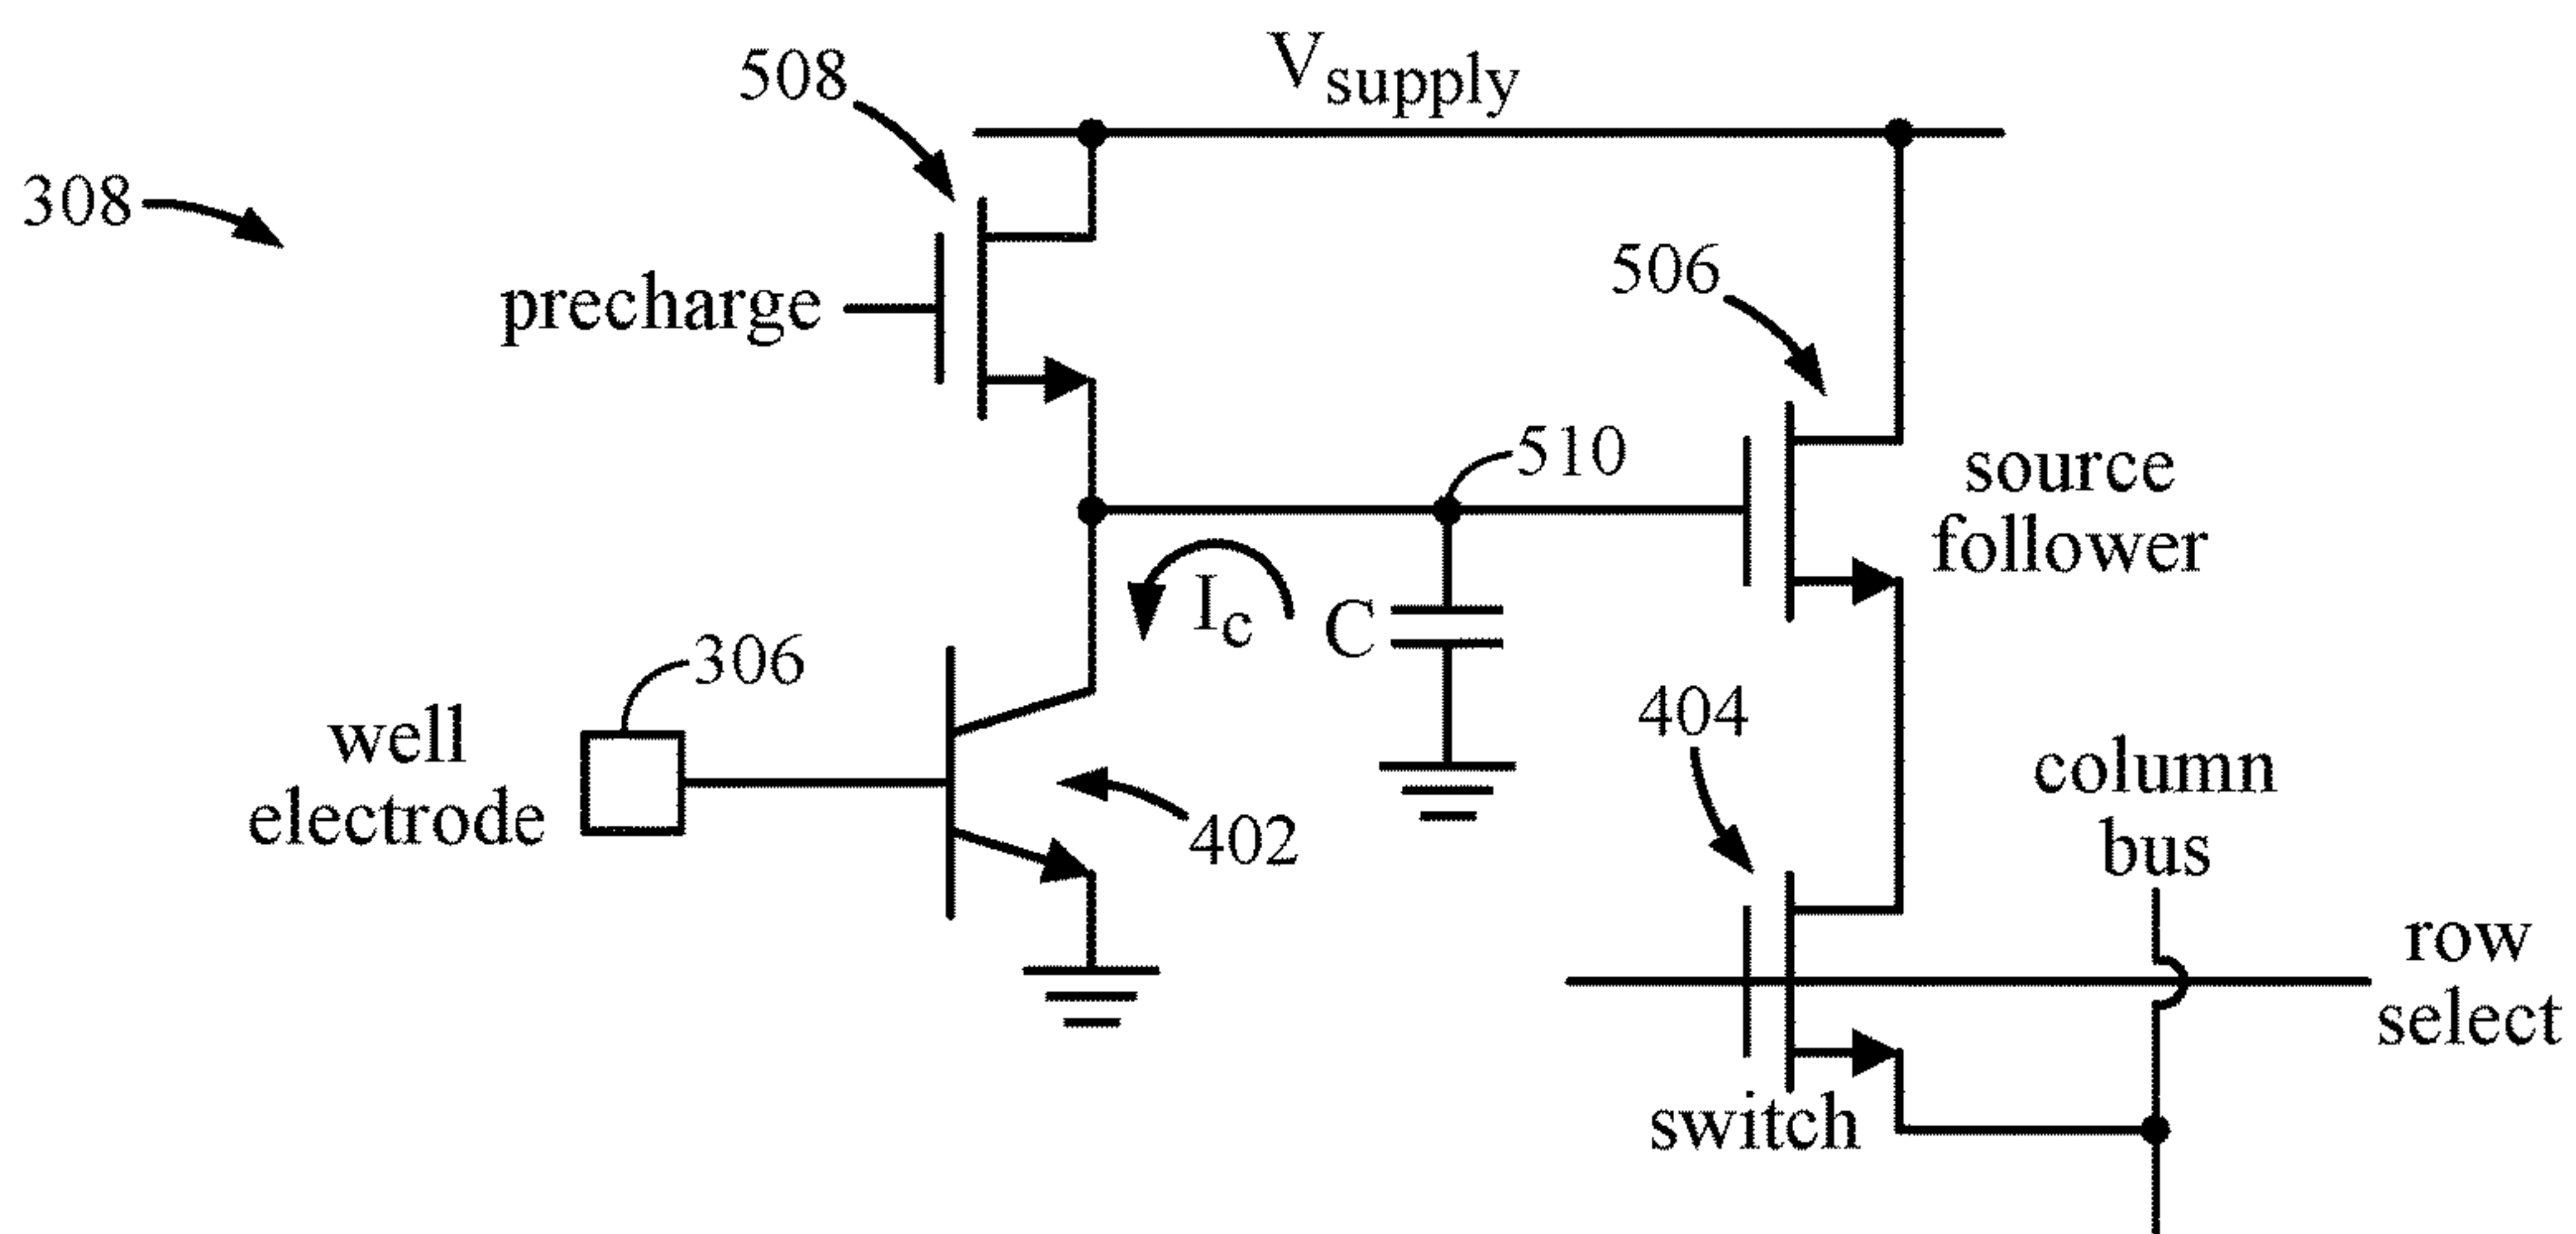 508
V supply
308
506
precharge
510
source
follower
I c
C
306
well
electrode
404
column
bus
402
row
select
switch